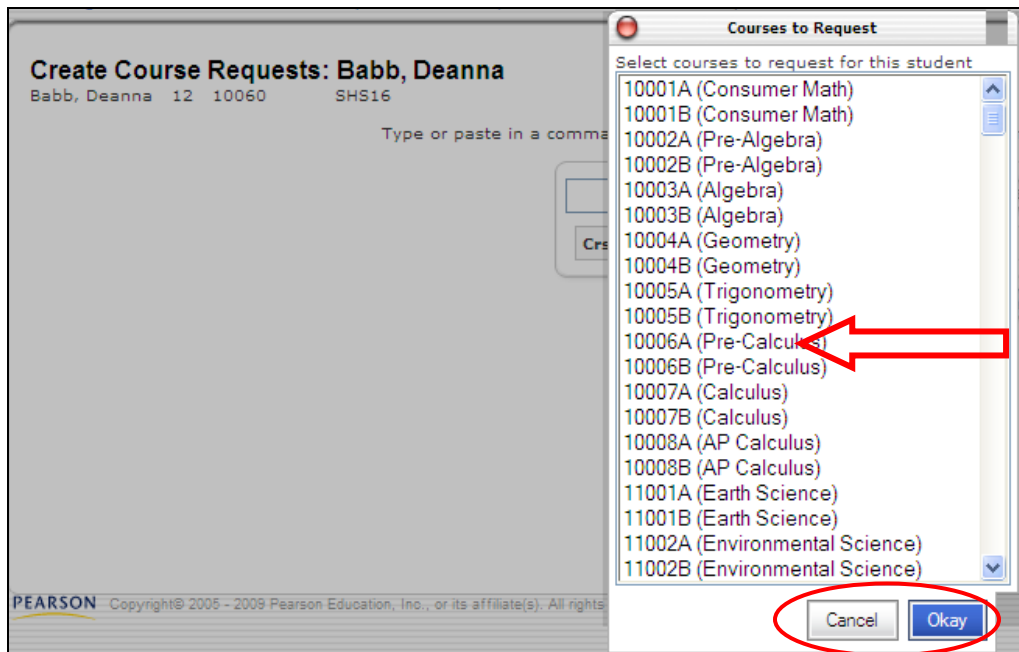 Create Course Requests: Babb, Deanna
Babb, Deanna 12 10060 SHS16
Type or paste in a comma
Crs
PEARSON Copyright© 2005 - 2009 Pearson Education, Inc., or its affiliate(s). All rights
Courses to Request
Select courses to request for this student
10001A (Consumer Math)
10001B (Consumer Math)
10002A (Pre-Algebra)
10002B (Pre-Algebra)
10003A (Algebra)
10003B (Algebra)
10004A (Geometry)
10004B (Geometry)
10005A (Trigonometry)
10005B (Trigonometry)
10006A (Pre-Calculus)
10006B (Pre-Calculus)
10007A (Calculus)
10007B (Calculus)
10008A (AP Calculus)
10008B (AP Calculus)
11001A (Earth Science)
11001B (Earth Science)
11002A (Environmental Science)
11002B (Environmental Science)
Cancel Okay